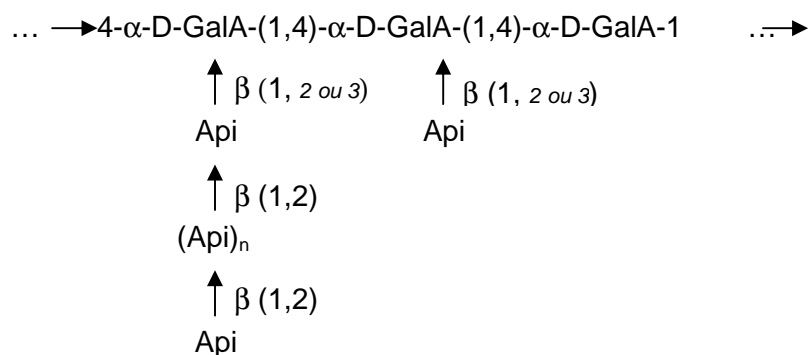 … → 4-α-D-GalA-(1,4)-α-D-GalA-(1,4)-α-D-GalA-1 … →
↑ β (1, 2 ou 3) ↑ β (1, 2 ou 3)
Api Api
↑ β (1,2)
(Api)n
↑ β (1,2)
Api